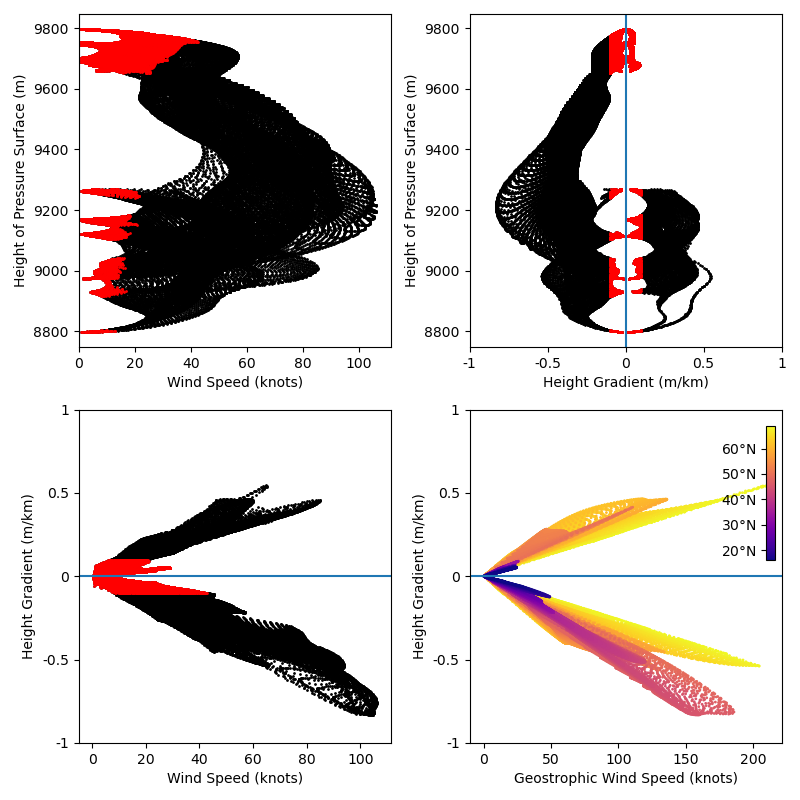 9800
9600
9400
9200
9000
8800
Height of Pressure Surface (m)
0 20 40 60 80 100
Wind Speed (knots)
9800
9600
9400
9200
9000
8800
Height of Pressure Surface (m)
-1 -0.5 0 0.5 1
Height Gradient (m/km)
1
0.5
0
-0.5
-1
Height Gradient (m/km)
0 20 40 60 80 100
Wind Speed (knots)
1
0.5
0
-0.5
-1
Height Gradient (m/km)
60°N
50°N
40°N
30°N
20°N
0 50 100 150 200
Geostrophic Wind Speed (knots)